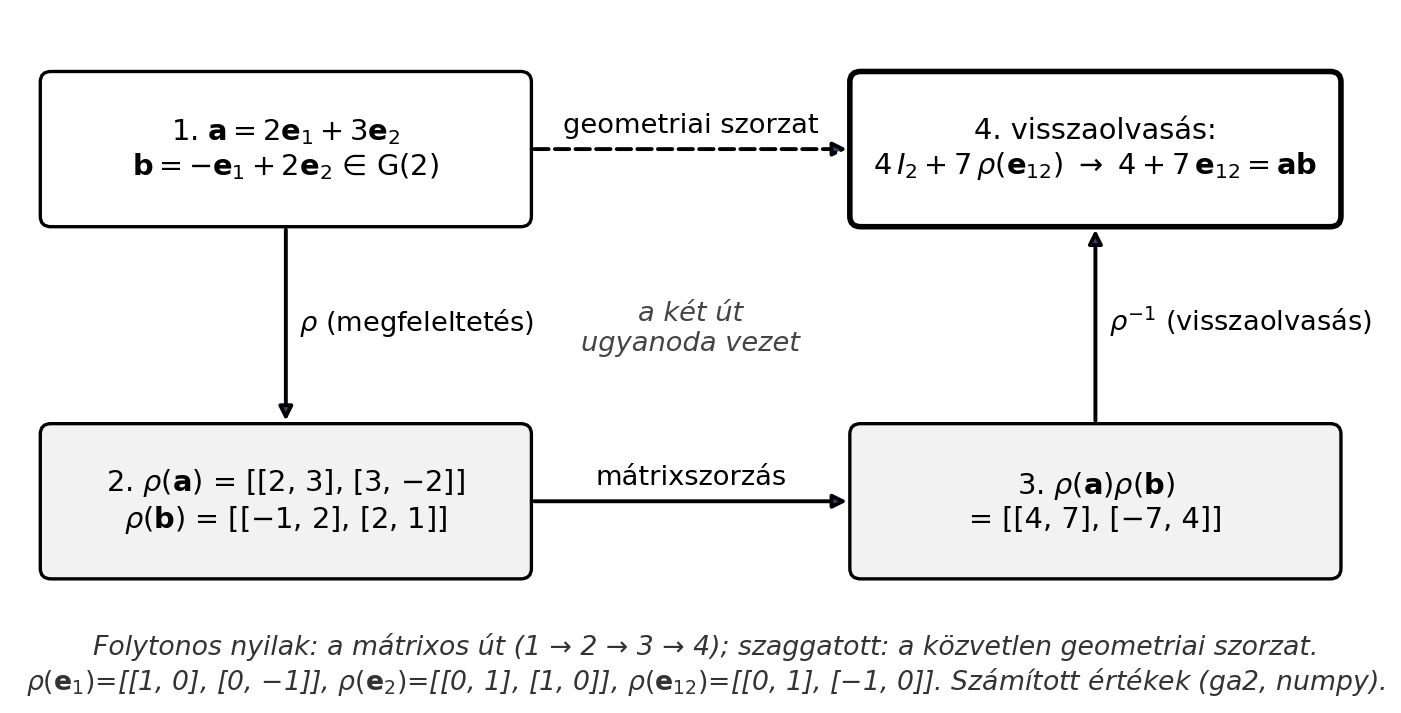 1. a = 2e₁ + 3e₂
b = −e₁ + 2e₂ ∈ G(2)
geometriai szorzat
4. visszaolvasás:
4 I₂ + 7 ρ(e₁₂) → 4 + 7 e₁₂ = ab
ρ (megfeleltetés)
a két út
ugyanoda vezet
ρ⁻¹ (visszaolvasás)
2. ρ(a) = [[2, 3], [3, −2]]
ρ(b) = [[−1, 2], [2, 1]]
mátrixszorzás
3. ρ(a)ρ(b)
= [[4, 7], [−7, 4]]
Folytonos nyilak: a mátrixos út (1 → 2 → 3 → 4); szaggatott: a közvetlen geometriai szorzat.
ρ(e₁)=[[1, 0], [0, −1]], ρ(e₂)=[[0, 1], [1, 0]], ρ(e₁₂)=[[0, 1], [−1, 0]]. Számított értékek (ga2, numpy).